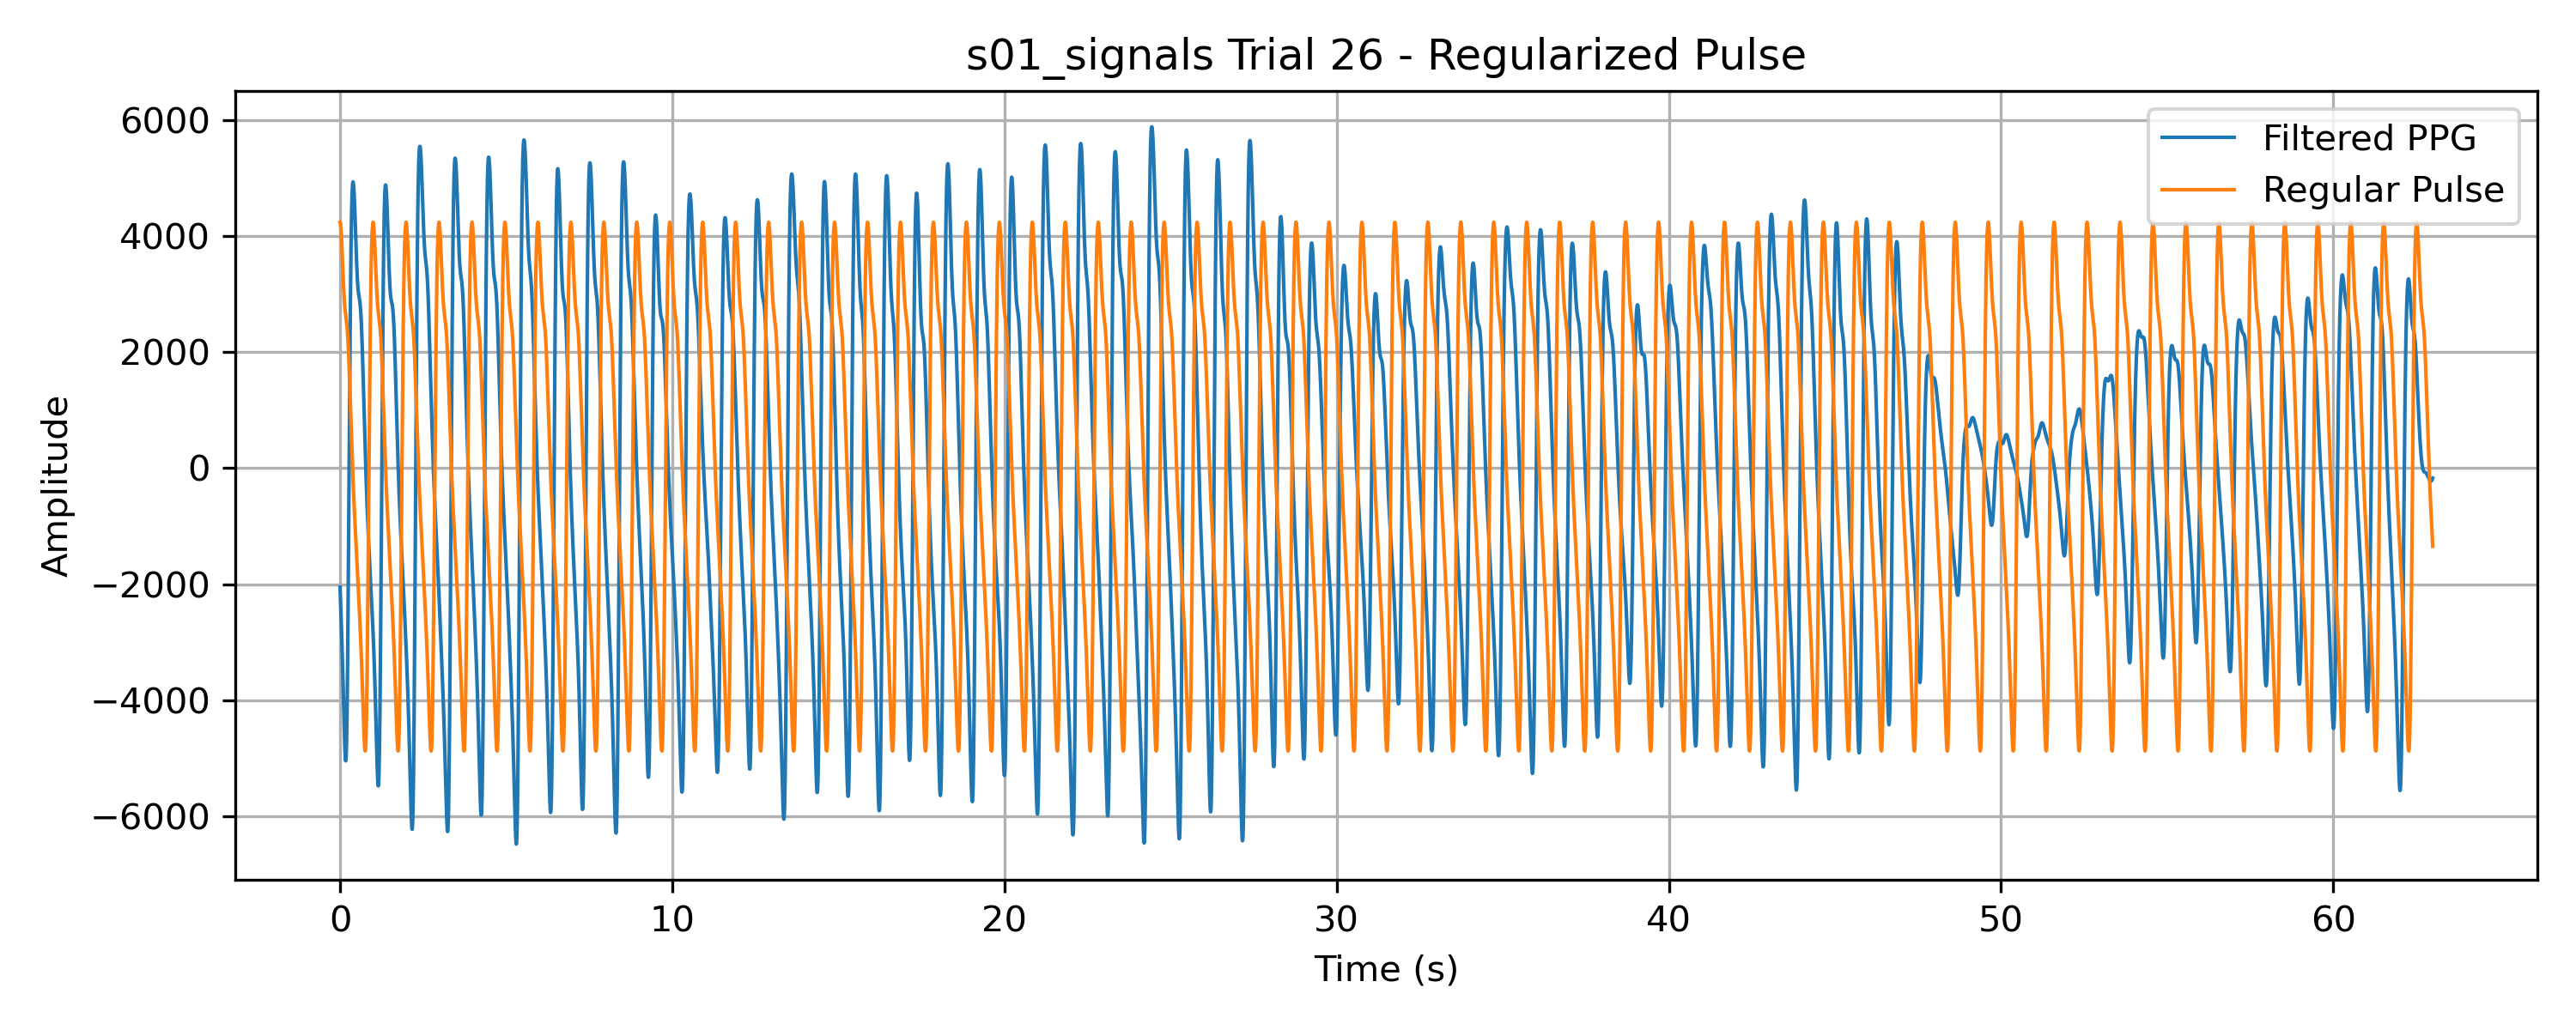 s01_signals Trial 26 - Regularized Pulse
6000
4000
2000
0
−2000
−4000
−6000
Amplitude
Filtered PPG
Regular Pulse
0 10 20 30 40 50 60
Time (s)